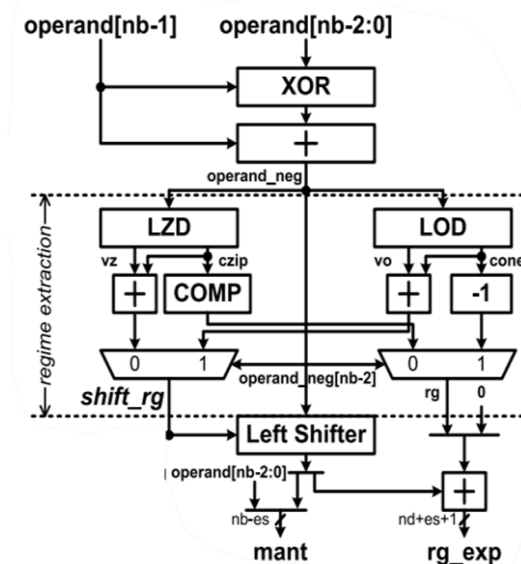 operand[nb-1] operand[nb-2:0]
XOR
+
operand_neg
regime extraction
LZD LOD
vz czip vo cone
+ COMP + -1
0 1 0 1
operand_neg[nb-2]
shift_rg rg 0
Left Shifter
operand[nb-2:0]
+
nb-es nd+es+1
mant rg_exp